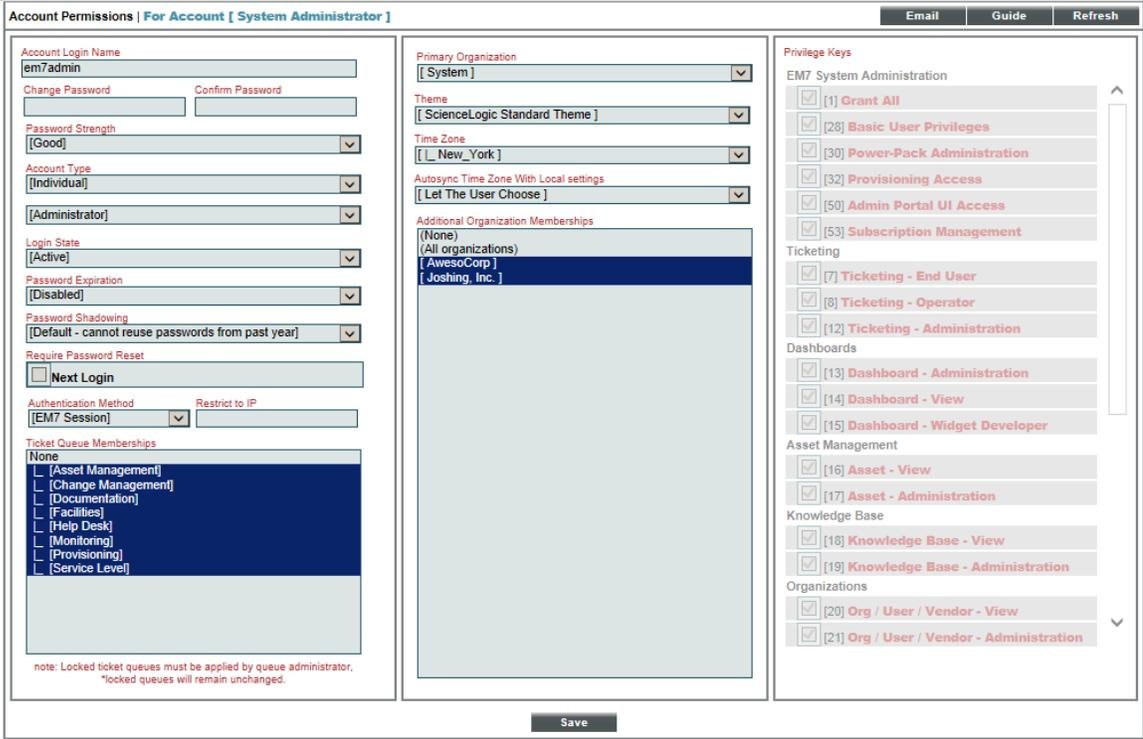 Account Permissions | For Account [ System Administrator ]
Email
Guide
Refresh
Account Login Name
em7admin
Change Password
Confirm Password
Password Strength
[Good]
Account Type
[Individual]
[Administrator]
Login State
[Active]
Password Expiration
[Disabled]
Password Shadowing
[Default - cannot reuse passwords from past year]
Require Password Reset
Next Login
Authentication Method
Restrict to IP
[EM7 Session]
Ticket Queue Memberships
None
|_ [Asset Management]
|_ [Change Management]
|_ [Documentation]
|_ [Facilities]
|_ [Help Desk]
|_ [Monitoring]
|_ [Provisioning]
|_ [Service Level]
note: Locked ticket queues must be applied by queue administrator,
*locked queues will remain unchanged.
Primary Organization
[ System ]
Theme
[ ScienceLogic Standard Theme ]
Time Zone
[ |_ New_York ]
Autosync Time Zone With Local settings
[ Let The User Choose ]
Additional Organization Memberships
(None)
(All organizations)
[ AwesoCorp ]
[ Joshing, Inc. ]
Privilege Keys
EM7 System Administration
[1] Grant All
[28] Basic User Privileges
[30] Power-Pack Administration
[32] Provisioning Access
[50] Admin Portal UI Access
[53] Subscription Management
Ticketing
[7] Ticketing - End User
[8] Ticketing - Operator
[12] Ticketing - Administration
Dashboards
[13] Dashboard - Administration
[14] Dashboard - View
[15] Dashboard - Widget Developer
Asset Management
[16] Asset - View
[17] Asset - Administration
Knowledge Base
[18] Knowledge Base - View
[19] Knowledge Base - Administration
Organizations
[20] Org / User / Vendor - View
[21] Org / User / Vendor - Administration
Save